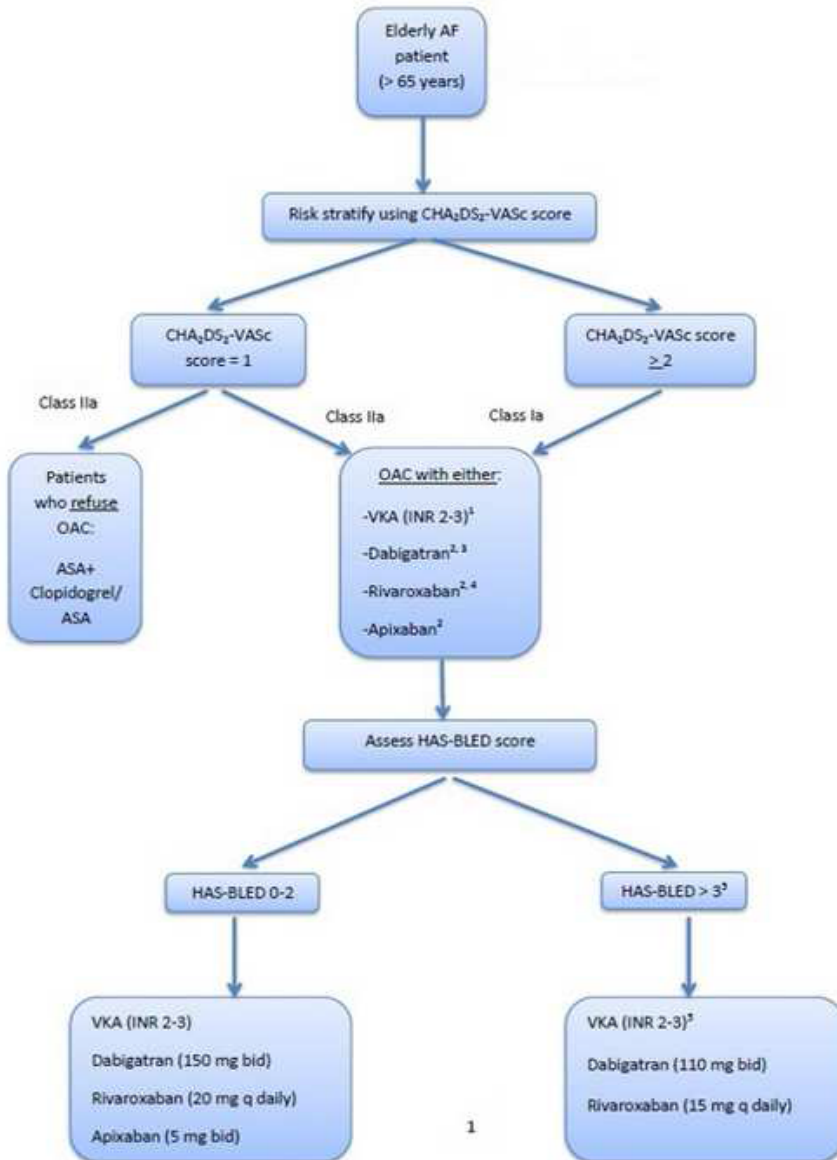 Elderly AF
patient
(> 65 years)
Risk stratify using CHA₂DS₂-VASc score
CHA₂DS₂-VASc
score = 1
CHA₂DS₂-VASc score
≥ 2
Class IIa
Class IIa
Class Ia
Patients
who refuse
OAC:
ASA+
Clopidogrel/
ASA
OAC with either:
-VKA (INR 2-3)¹
-Dabigatran²˒ ³
-Rivaroxaban²˒ ⁴
-Apixaban²
Assess HAS-BLED score
HAS-BLED 0-2
HAS-BLED > 3⁵
VKA (INR 2-3)
Dabigatran (150 mg bid)
Rivaroxaban (20 mg q daily)
Apixaban (5 mg bid)
1
VKA (INR 2-3)⁵
Dabigatran (110 mg bid)
Rivaroxaban (15 mg q daily)